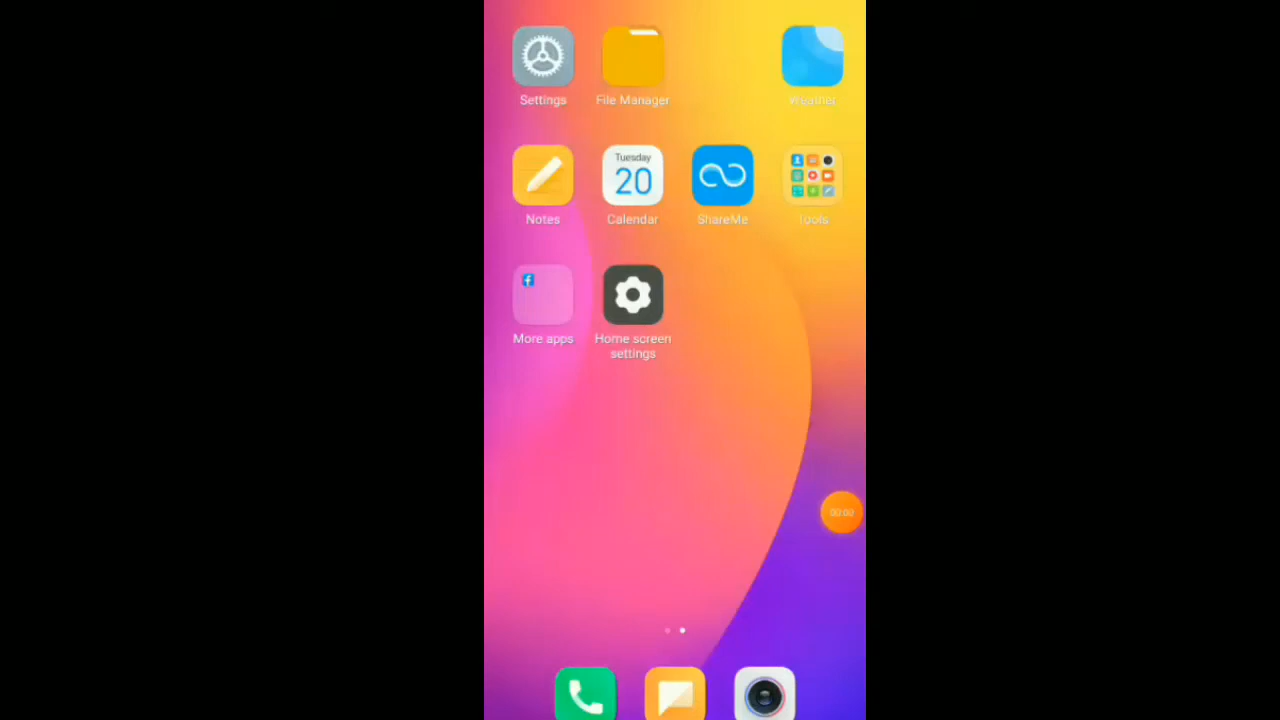 Settings
File Manager
Weather
Tuesday
20
Notes
Calendar
ShareMe
Tools
f
More apps
Home screen
settings